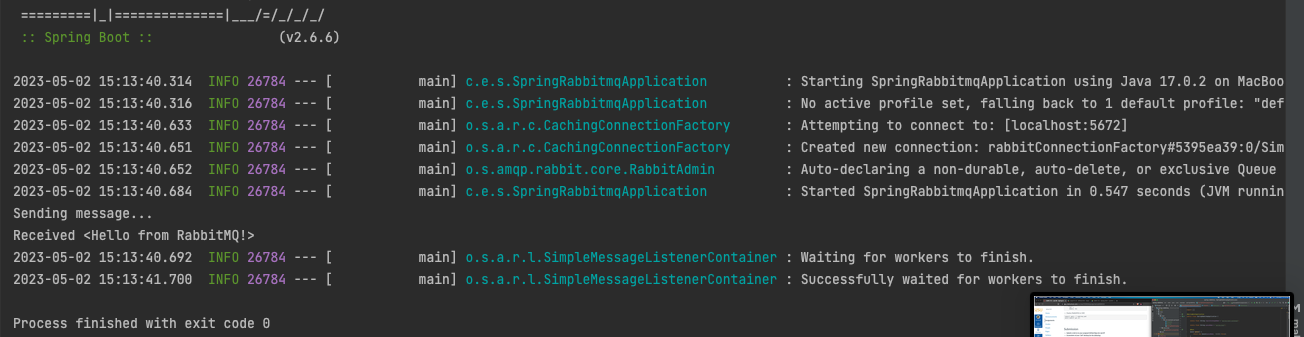 =========|_|==============|___/=/_/_/_/
:: Spring Boot :: (v2.6.6)
2023-05-02 15:13:40.314 INFO 26784 --- [ main] c.e.s.SpringRabbitmqApplication : Starting SpringRabbitmqApplication using Java 17.0.2 on MacBoo
2023-05-02 15:13:40.316 INFO 26784 --- [ main] c.e.s.SpringRabbitmqApplication : No active profile set, falling back to 1 default profile: "def
2023-05-02 15:13:40.633 INFO 26784 --- [ main] o.s.a.r.c.CachingConnectionFactory : Attempting to connect to: [localhost:5672]
2023-05-02 15:13:40.651 INFO 26784 --- [ main] o.s.a.r.c.CachingConnectionFactory : Created new connection: rabbitConnectionFactory#5395ea39:0/Sim
2023-05-02 15:13:40.652 INFO 26784 --- [ main] o.s.amqp.rabbit.core.RabbitAdmin : Auto-declaring a non-durable, auto-delete, or exclusive Queue
2023-05-02 15:13:40.684 INFO 26784 --- [ main] c.e.s.SpringRabbitmqApplication : Started SpringRabbitmqApplication in 0.547 seconds (JVM runnin
Sending message...
Received <Hello from RabbitMQ!>
2023-05-02 15:13:40.692 INFO 26784 --- [ main] o.s.a.r.l.SimpleMessageListenerContainer : Waiting for workers to finish.
2023-05-02 15:13:41.700 INFO 26784 --- [ main] o.s.a.r.l.SimpleMessageListenerContainer : Successfully waited for workers to finish.
Process finished with exit code 0